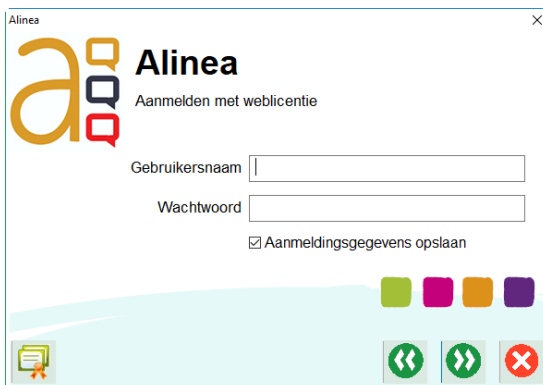 Alinea
Alinea
Aanmelden met weblicentie
Gebruikersnaam
Wachtwoord
Aanmeldingsgegevens opslaan